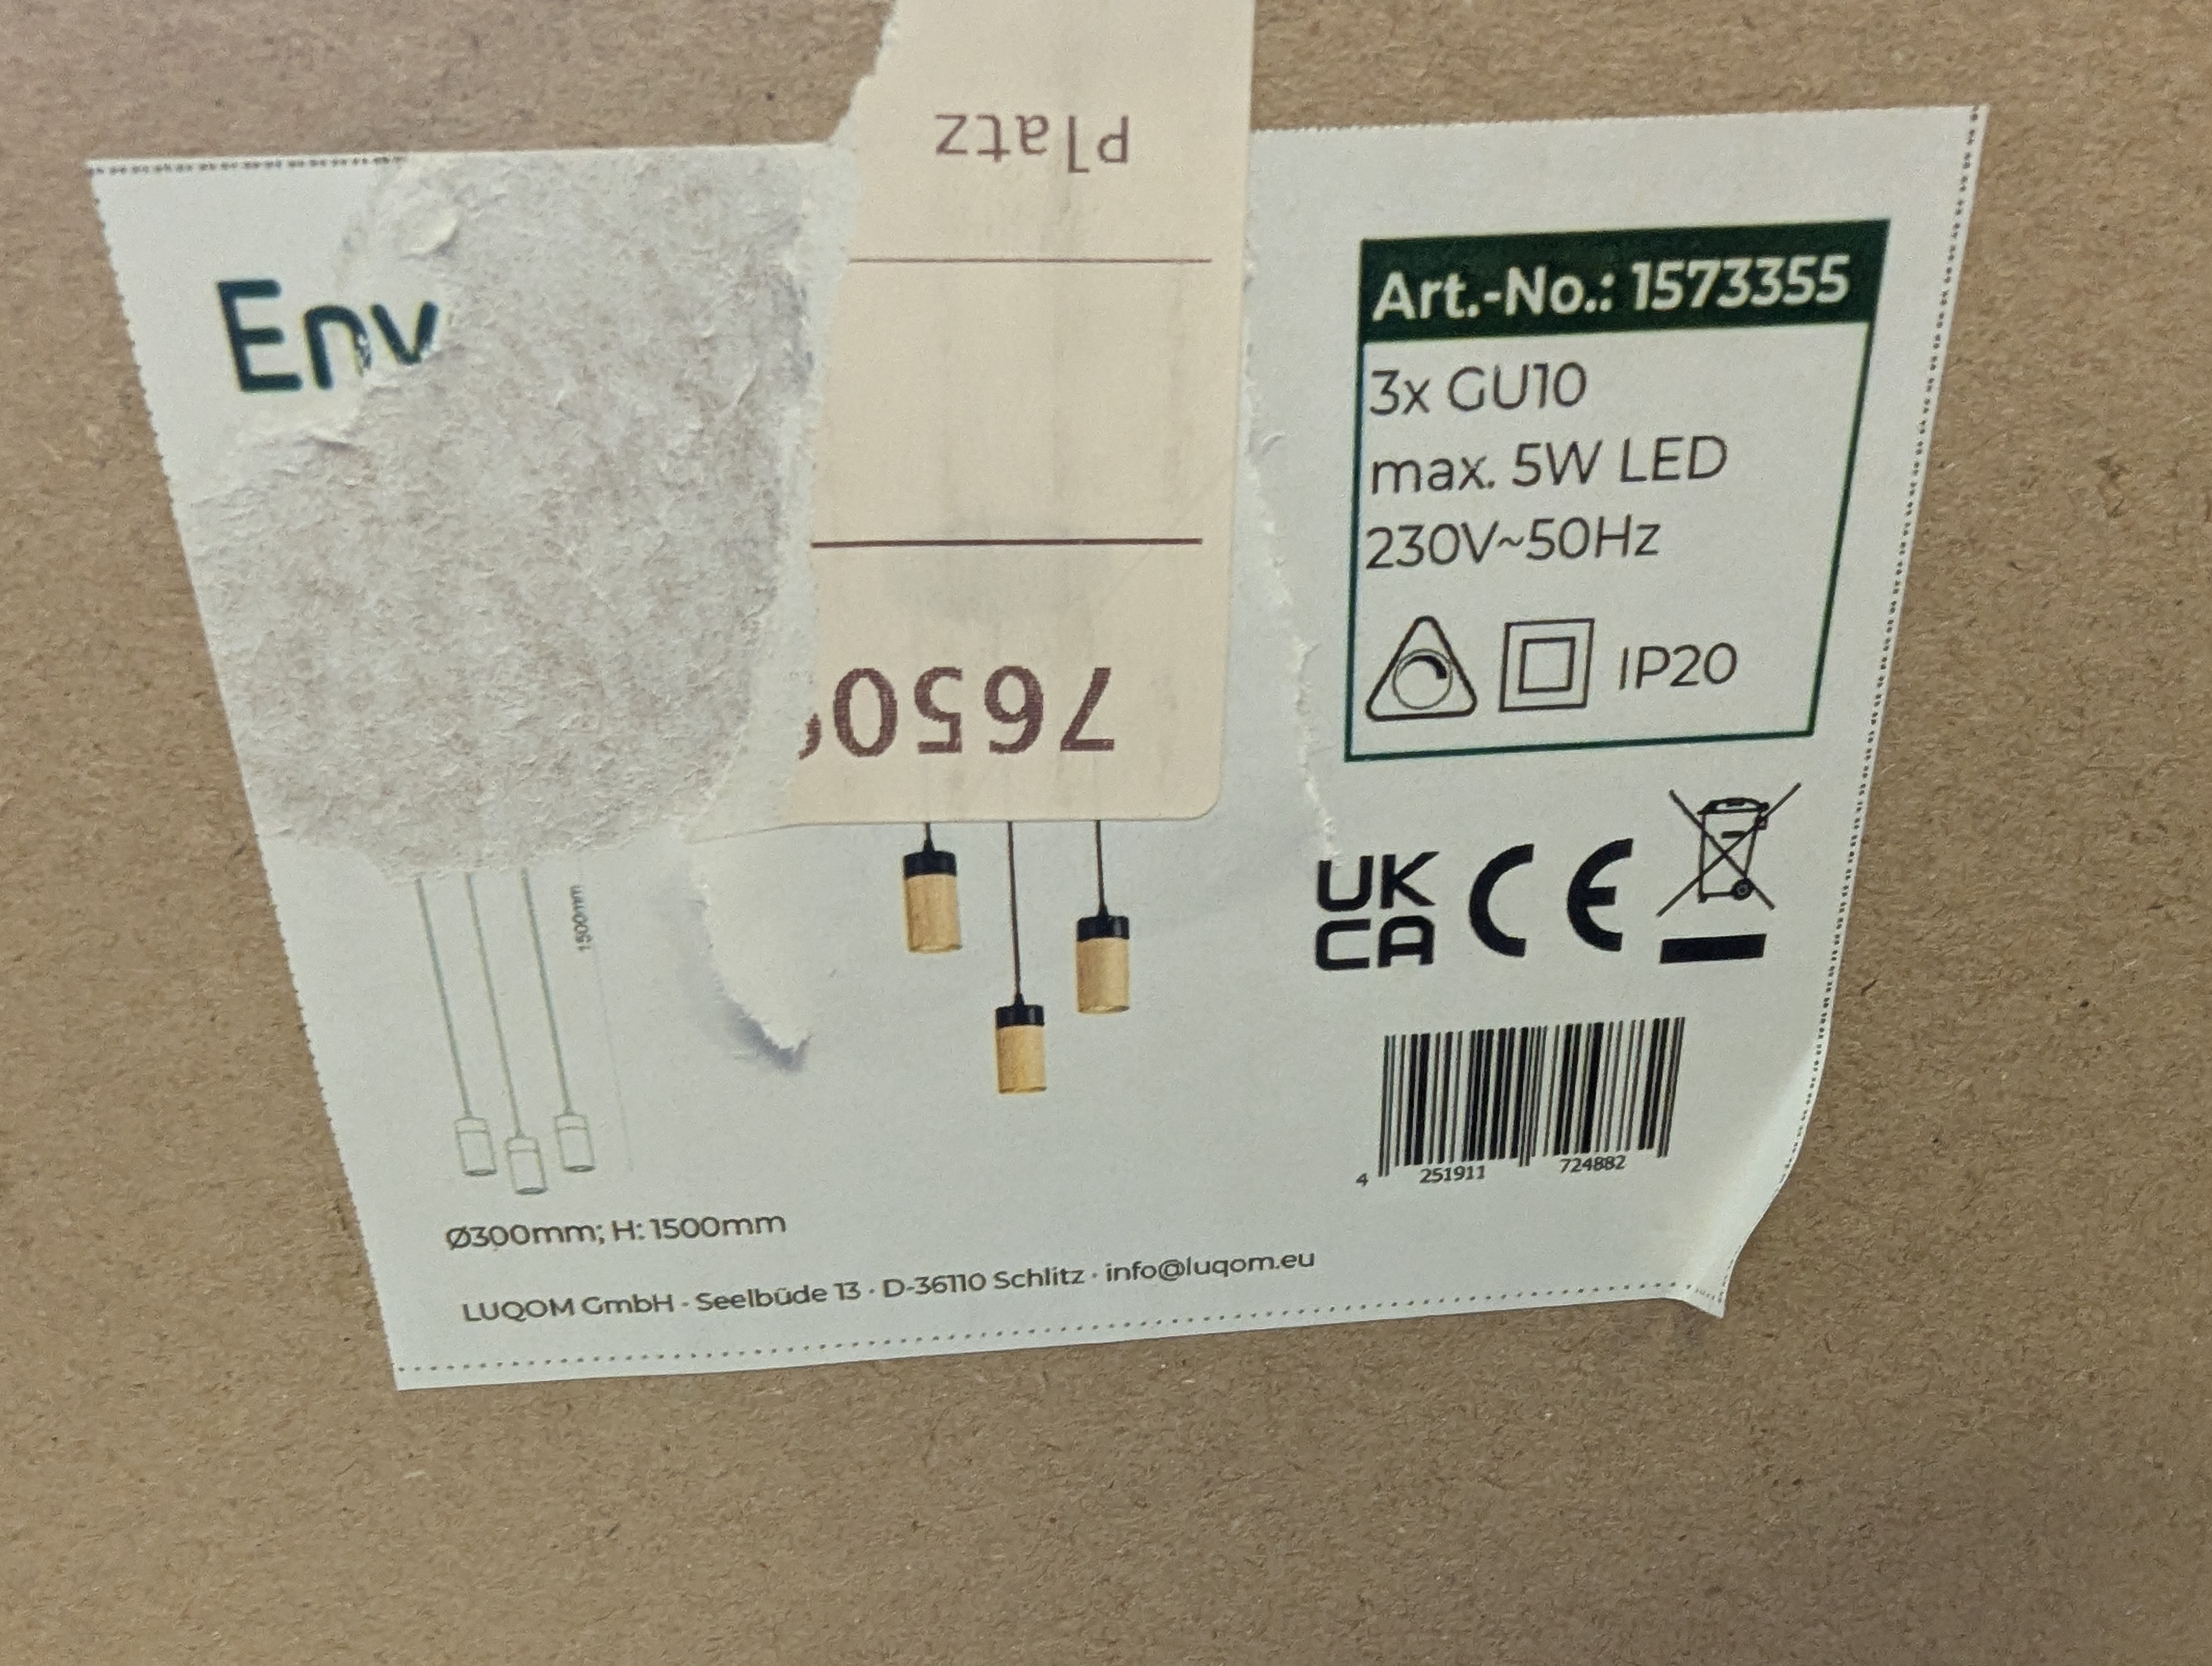 Platz
7650
Env
Art.-No.: 1573355
3x GU10
max. 5W LED
230V~50Hz
IP20
UK
CA
CE
1500mm
4 251911 724882
Ø300mm; H: 1500mm
LUQOM GmbH · Seelbüde 13 · D-36110 Schlitz · info@luqom.eu